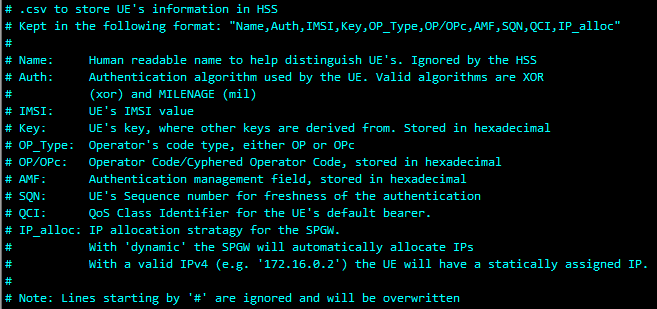 # .csv to store UE's information in HSS
# Kept in the following format: "Name,Auth,IMSI,Key,OP_Type,OP/OPc,AMF,SQN,QCI,IP_alloc"
#
# Name:     Human readable name to help distinguish UE's. Ignored by the HSS
# Auth:     Authentication algorithm used by the UE. Valid algorithms are XOR
#           (xor) and MILENAGE (mil)
# IMSI:     UE's IMSI value
# Key:      UE's key, where other keys are derived from. Stored in hexadecimal
# OP_Type:  Operator's code type, either OP or OPc
# OP/OPc:   Operator Code/Cyphered Operator Code, stored in hexadecimal
# AMF:      Authentication management field, stored in hexadecimal
# SQN:      UE's Sequence number for freshness of the authentication
# QCI:      QoS Class Identifier for the UE's default bearer.
# IP_alloc: IP allocation stratagy for the SPGW.
#           With 'dynamic' the SPGW will automatically allocate IPs
#           With a valid IPv4 (e.g. '172.16.0.2') the UE will have a statically assigned IP.
#
# Note: Lines starting by '#' are ignored and will be overwritten